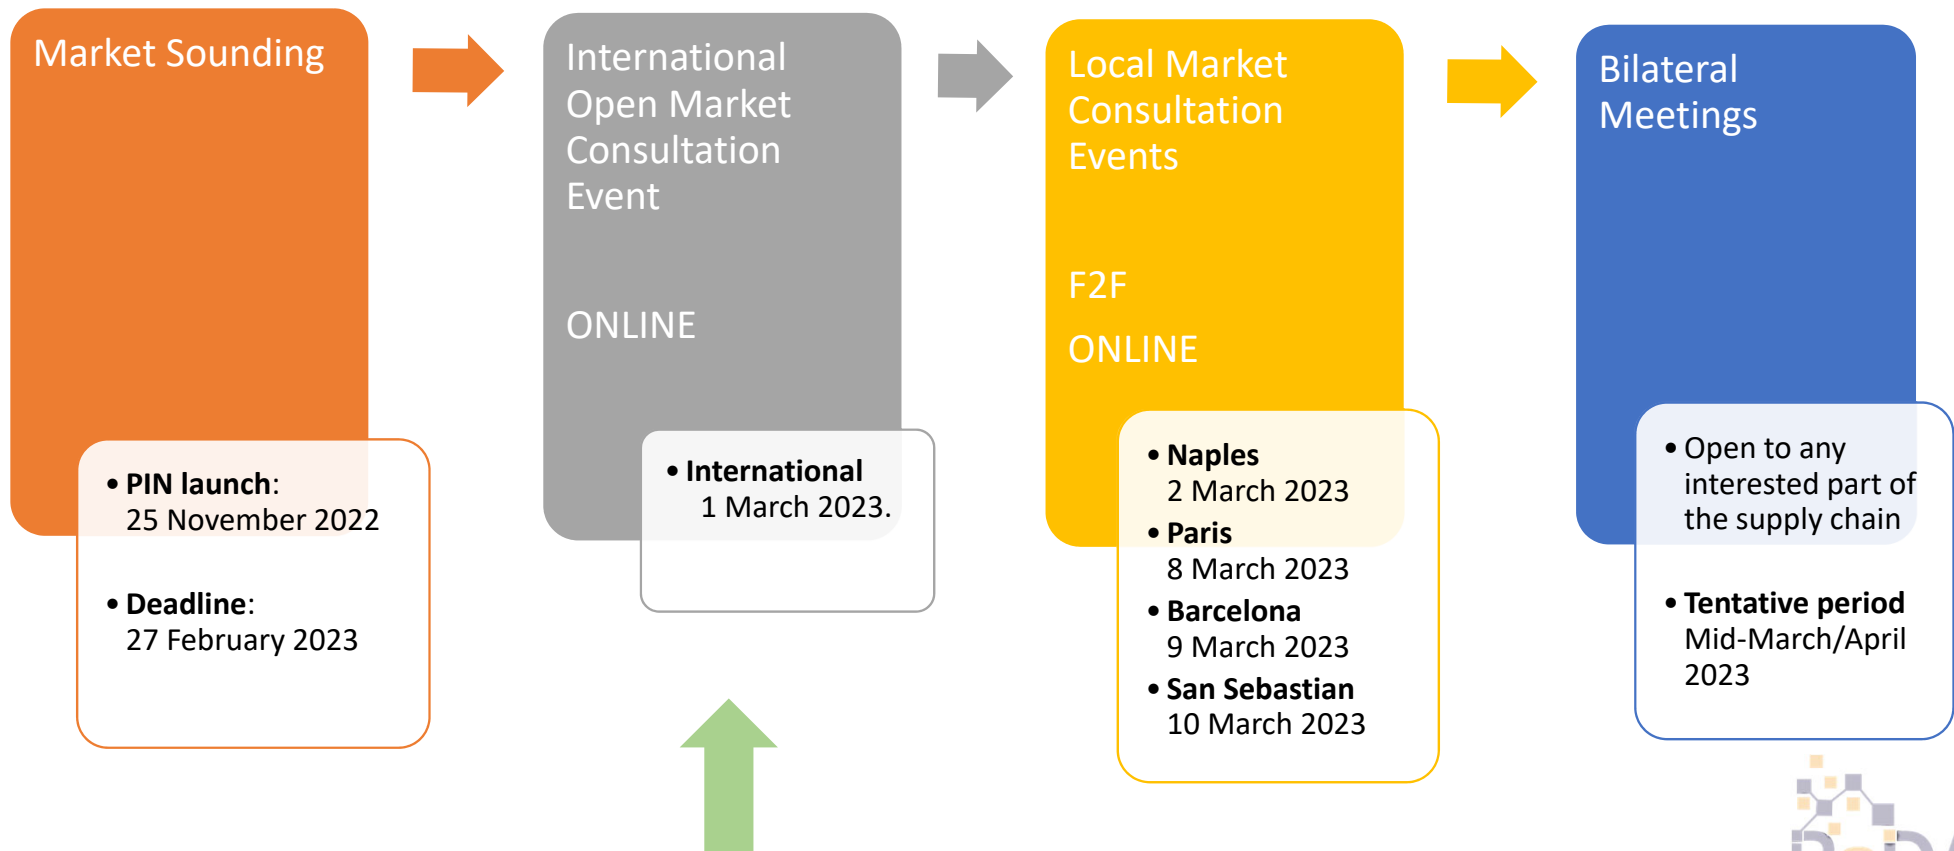 Market Sounding
• PIN launch:
25 November 2022
• Deadline:
27 February 2023
International
Open Market
Consultation
Event
ONLINE
• International
1 March 2023.
Local Market
Consultation
Events
F2F
ONLINE
• Naples
2 March 2023
• Paris
8 March 2023
• Barcelona
9 March 2023
• San Sebastian
10 March 2023
Bilateral
Meetings
• Open to any
interested part of
the supply chain
• Tentative period
Mid-March/April
2023